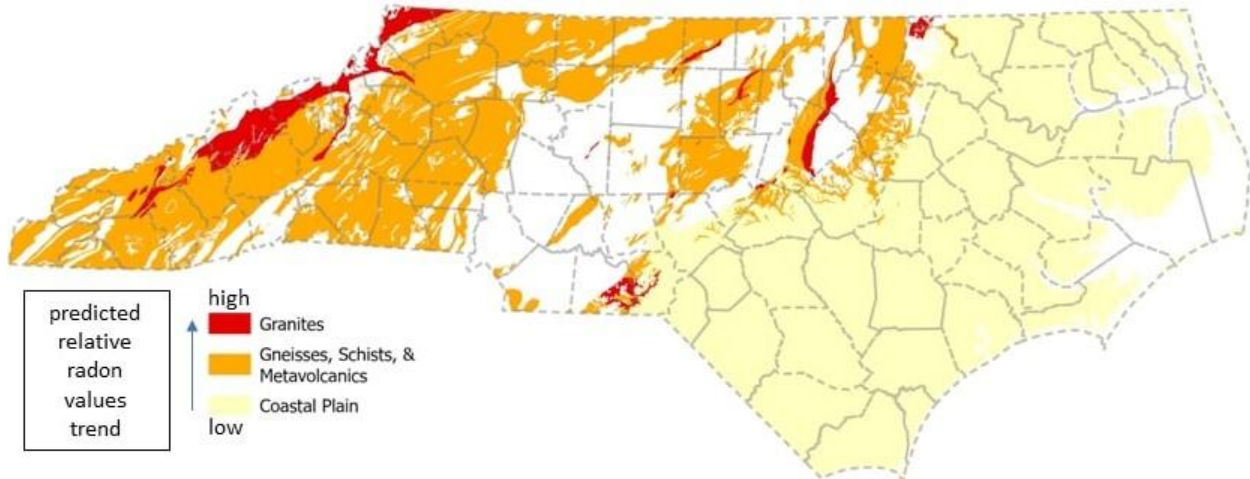 predicted
relative
radon
values
trend
high
Granites
Gneisses, Schists, &
Metavolcanics
Coastal Plain
low